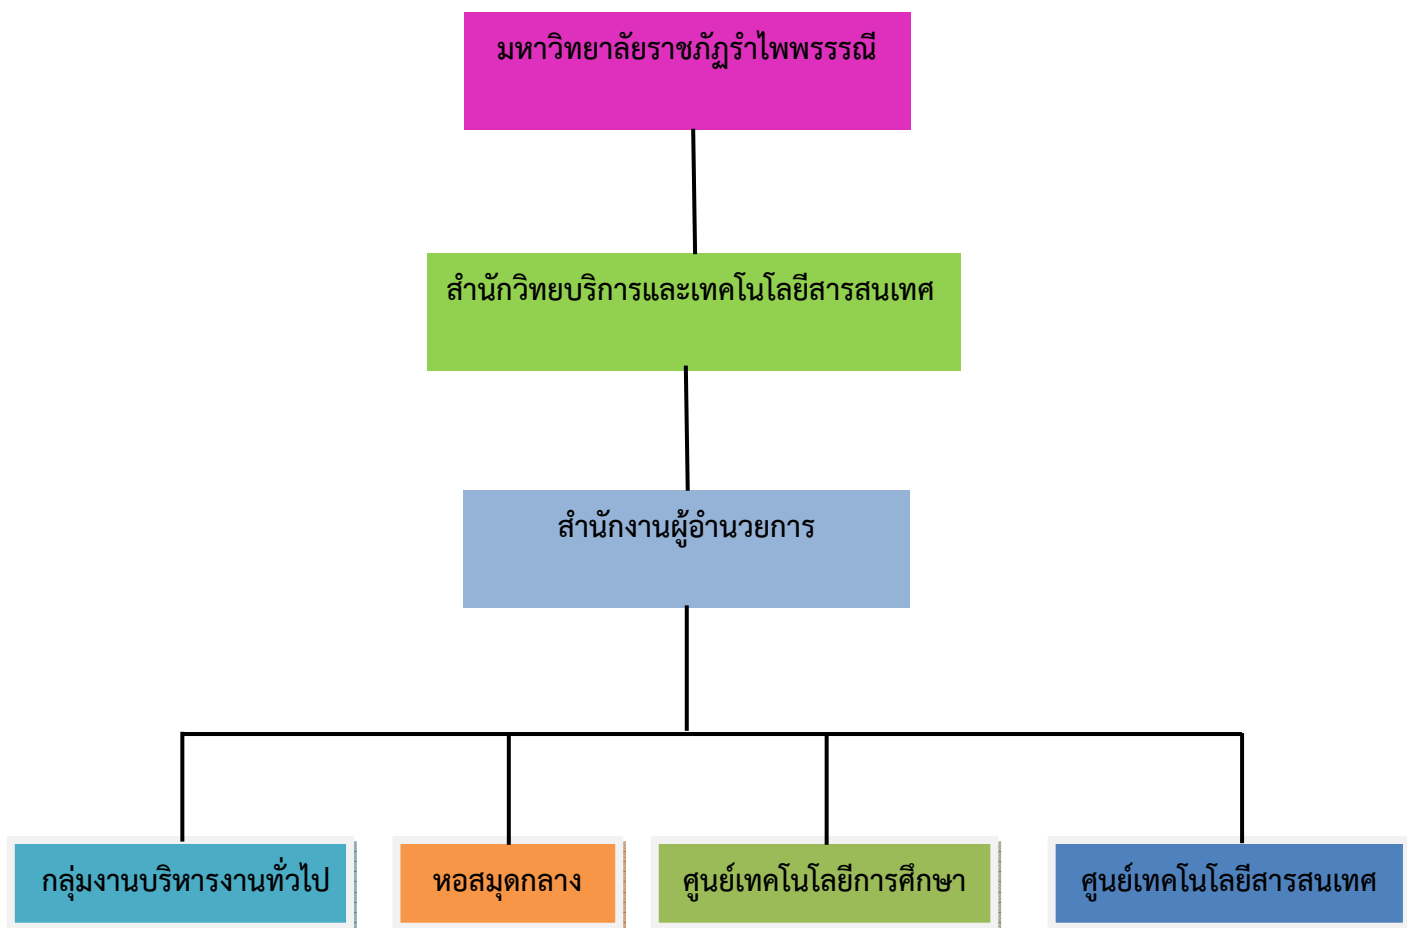 มหาวิทยาลัยราชภัฏรำไพพรรรณี
สำนักวิทยบริการและเทคโนโลยีสารสนเทศ
สำนักงานผู้อำนวยการ
กลุ่มงานบริหารงานทั่วไป
หอสมุดกลาง
ศูนย์เทคโนโลยีการศึกษา
ศูนย์เทคโนโลยีสารสนเทศ